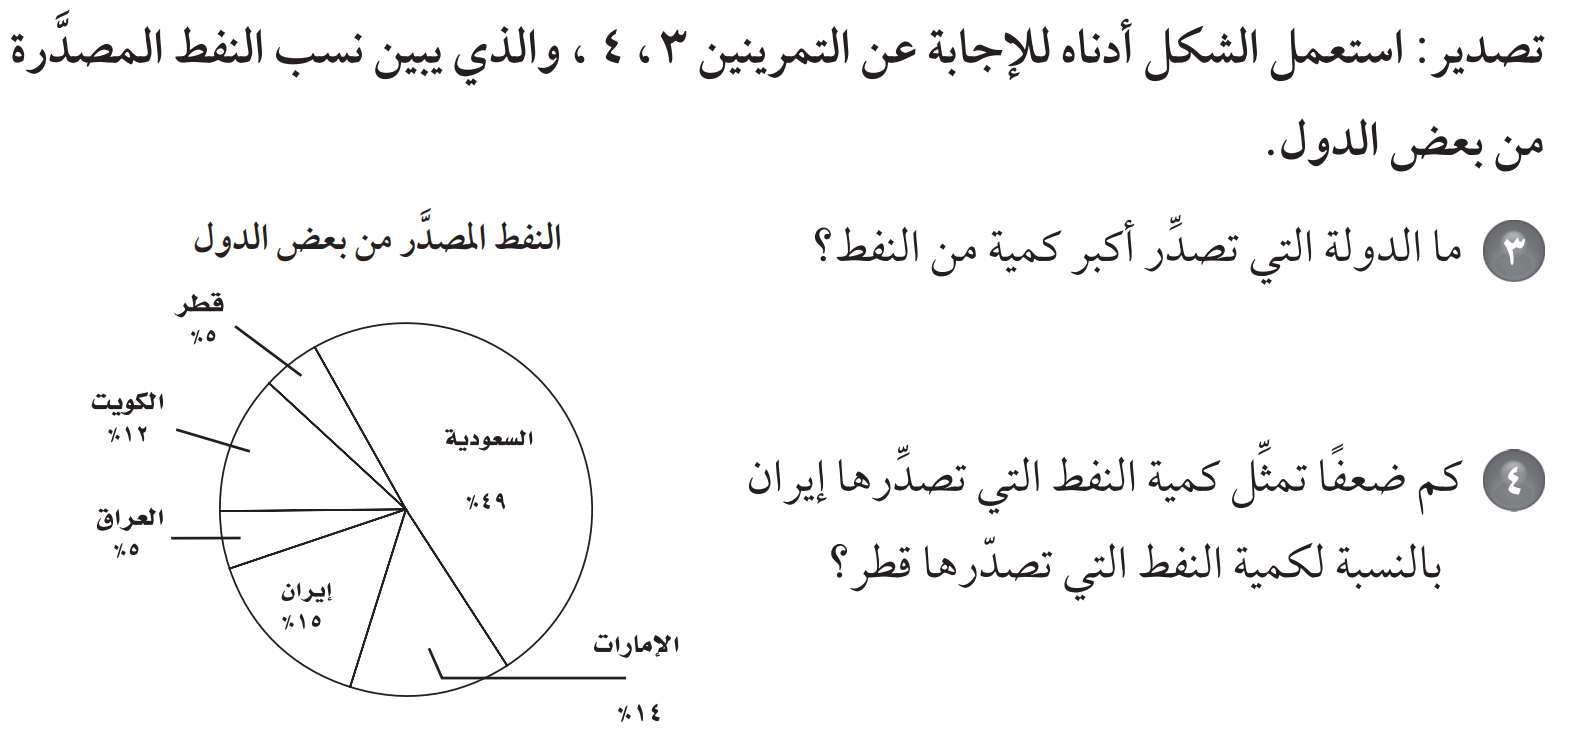 تصدير: استعمل الشكل أدناه للإجابة عن التمرينين ٣ ، ٤ ، والذي يبين نسب النفط المصدَّرة
من بعض الدول.
٣ ما الدولة التي تصدِّر أكبر كمية من النفط؟
٤ كم ضعفًا تمثِّل كمية النفط التي تصدِّرها إيران
بالنسبة لكمية النفط التي تصدّرها قطر؟
النفط المصدَّر من بعض الدول
قطر
٥٪
الكويت
١٢٪
السعودية
٤٩٪
العراق
٥٪
إيران
١٥٪
الإمارات
١٤٪